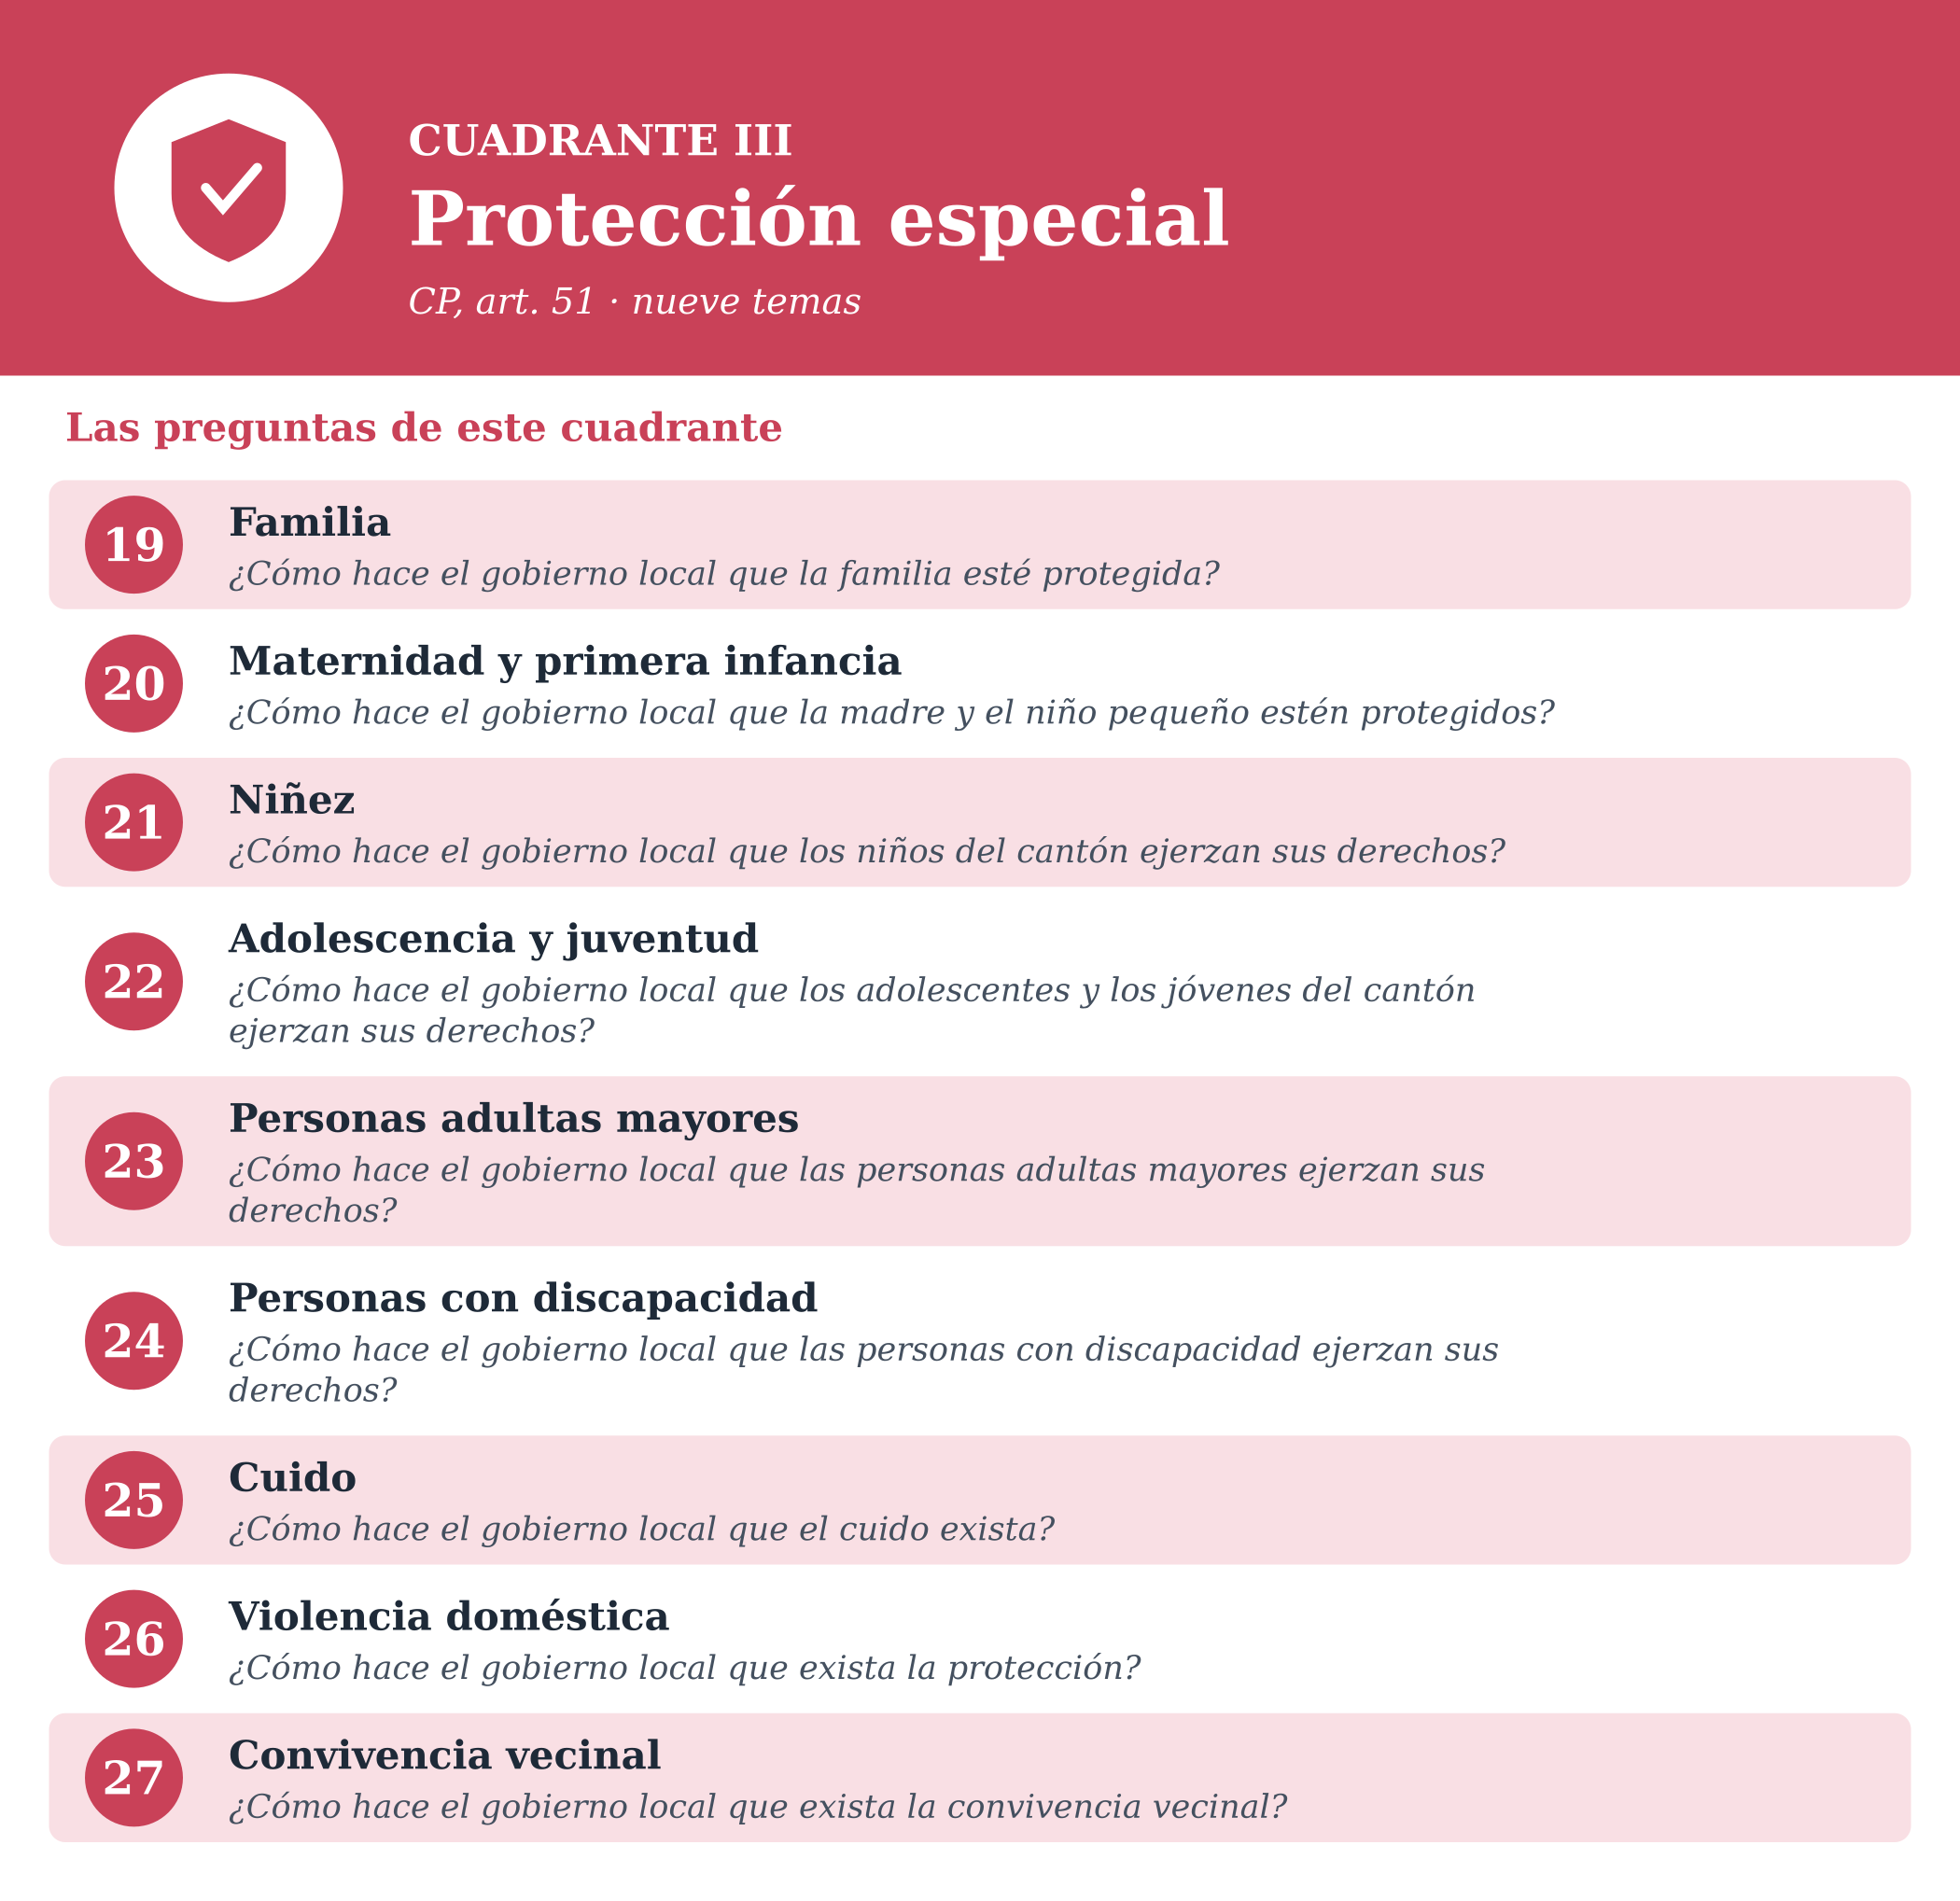 CUADRANTE III
Protección especial
CP, art. 51 · nueve temas
Las preguntas de este cuadrante
19
Familia
¿Cómo hace el gobierno local que la familia esté protegida?
20
Maternidad y primera infancia
¿Cómo hace el gobierno local que la madre y el niño pequeño estén protegidos?
21
Niñez
¿Cómo hace el gobierno local que los niños del cantón ejerzan sus derechos?
22
Adolescencia y juventud
¿Cómo hace el gobierno local que los adolescentes y los jóvenes del cantón
ejerzan sus derechos?
23
Personas adultas mayores
¿Cómo hace el gobierno local que las personas adultas mayores ejerzan sus
derechos?
24
Personas con discapacidad
¿Cómo hace el gobierno local que las personas con discapacidad ejerzan sus
derechos?
25
Cuido
¿Cómo hace el gobierno local que el cuido exista?
26
Violencia doméstica
¿Cómo hace el gobierno local que exista la protección?
27
Convivencia vecinal
¿Cómo hace el gobierno local que exista la convivencia vecinal?